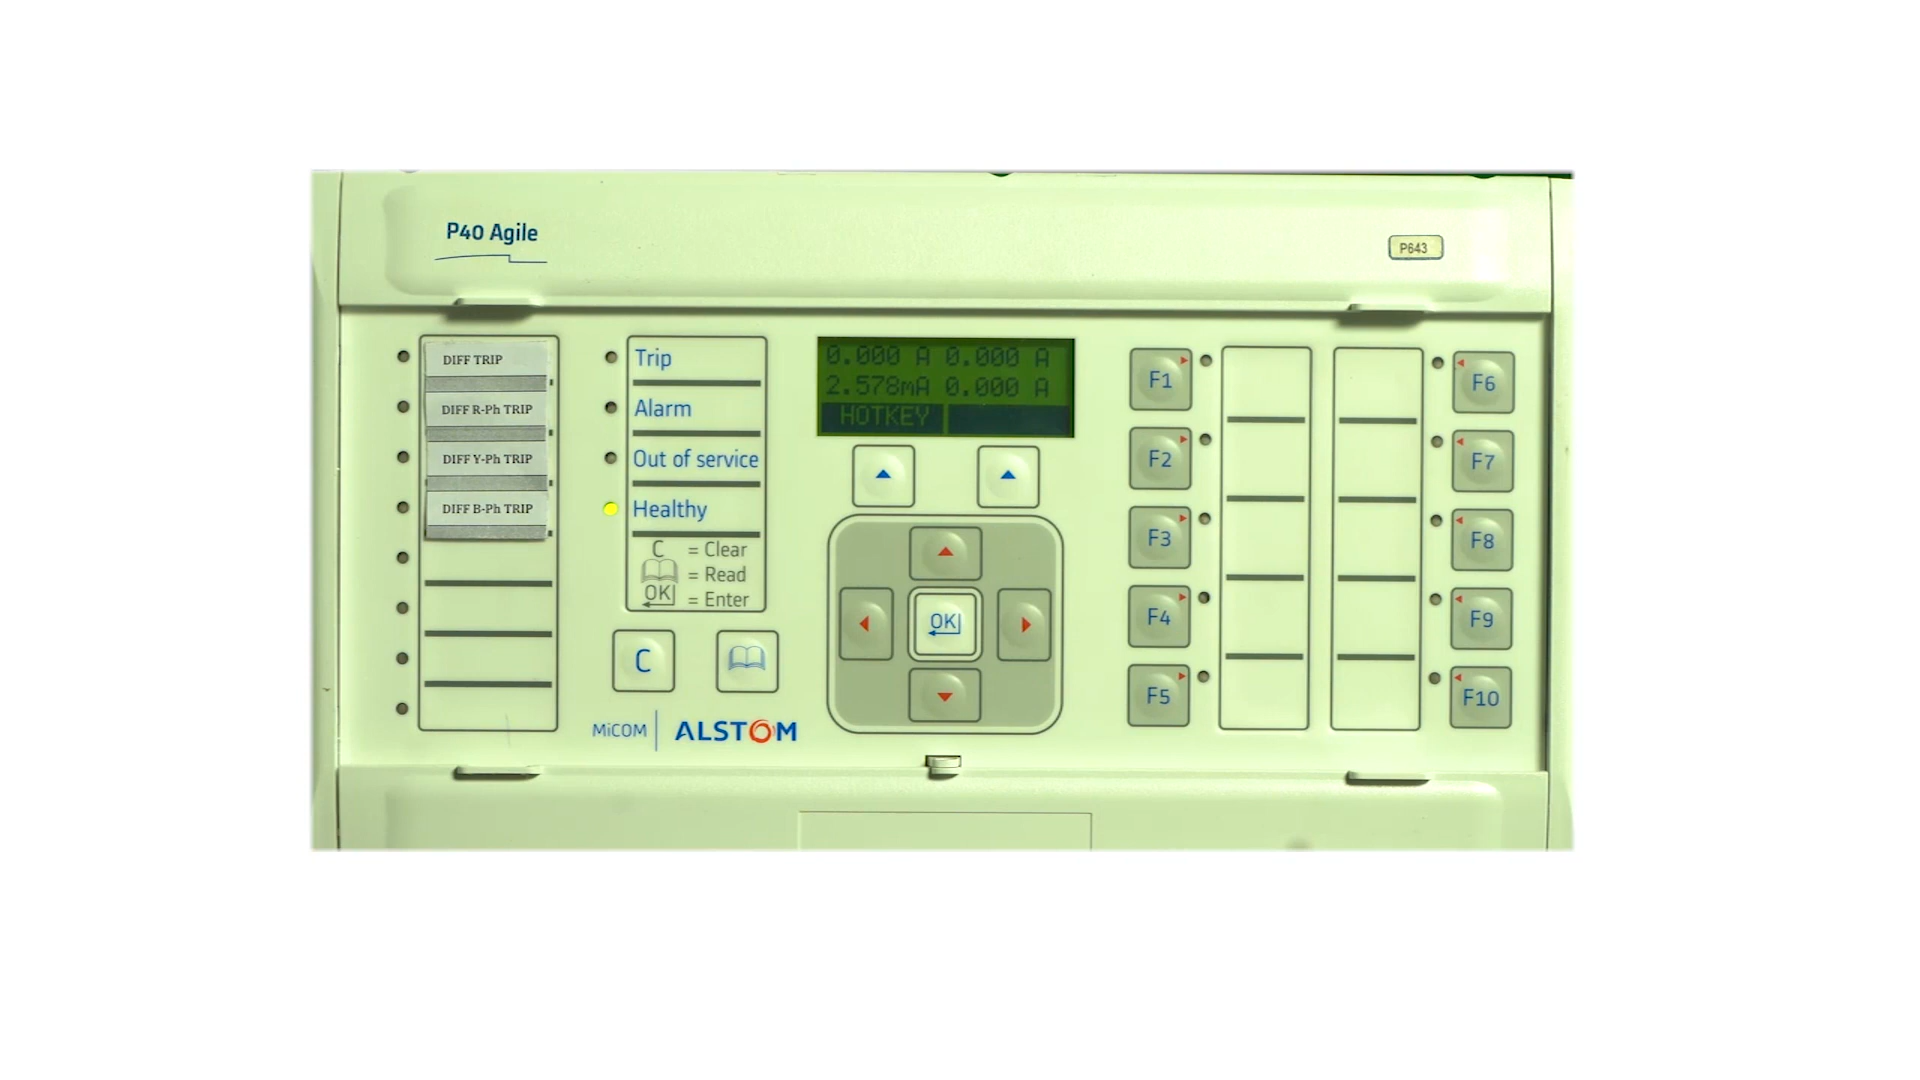 P40 Agile
P643
DIFF TRIP
DIFF R-Ph TRIP
DIFF Y-Ph TRIP
DIFF B-Ph TRIP
Trip
Alarm
Out of service
Healthy
C = Clear
= Read
OK = Enter
C
MiCOM ALSTOM
0.000 A 0.000 A
2.578mA 0.000 A
HOTKEY
OK
F1
F2
F3
F4
F5
F6
F7
F8
F9
F10